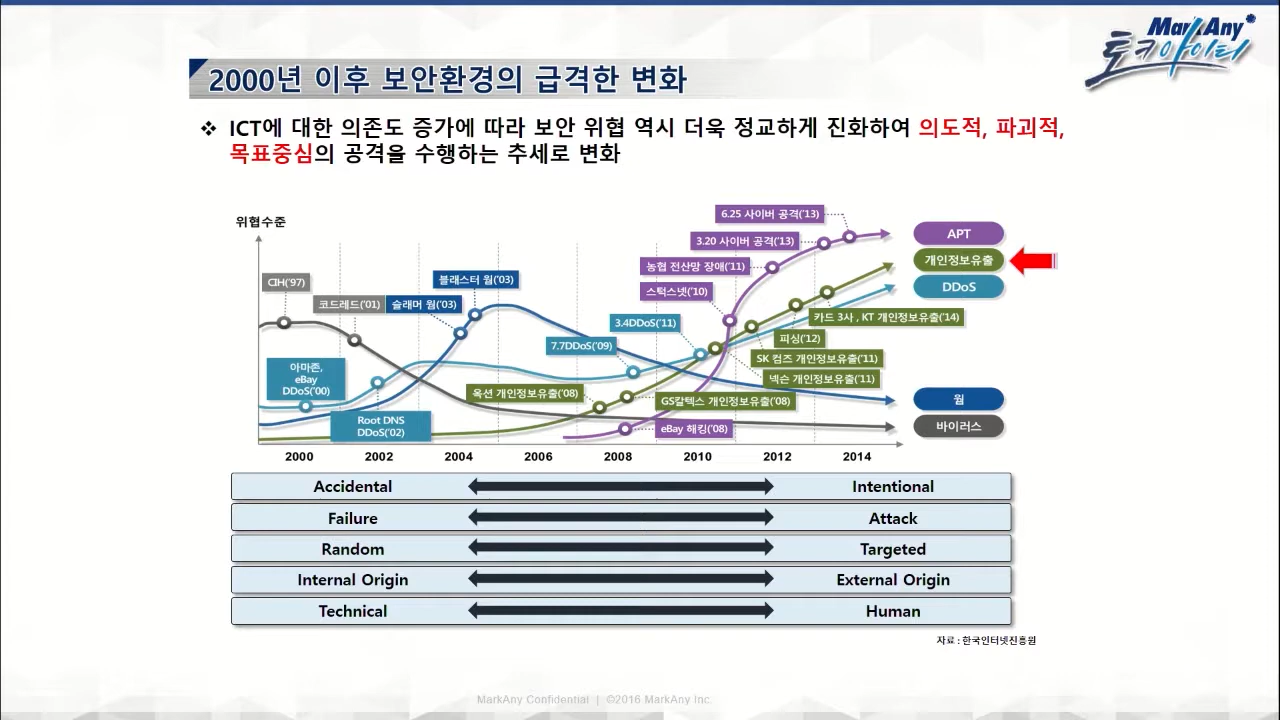 MarkAny
토크아이티
2000년 이후 보안환경의 급격한 변화
❖ ICT에 대한 의존도 증가에 따라 보안 위협 역시 더욱 정교하게 진화하여 의도적, 파괴적,
목표중심의 공격을 수행하는 추세로 변화
위협수준
6.25 사이버 공격('13)
3.20 사이버 공격('13)
농협 전산망 장애('11)
스턱스넷('10)
CIH('97)
코드레드('01)
슬래머 웜('03)
블래스터 웜('03)
3.4DDoS('11)
7.7DDoS('09)
아마존,
eBay
DDoS('00)
Root DNS
DDoS('02)
옥션 개인정보유출('08)
GS칼텍스 개인정보유출('08)
eBay 해킹('08)
카드 3사 , KT 개인정보유출('14)
피싱('12)
SK 컴즈 개인정보유출('11)
넥슨 개인정보유출('11)
APT
개인정보유출
DDoS
웜
바이러스
2000 2002 2004 2006 2008 2010 2012 2014
Accidental Intentional
Failure Attack
Random Targeted
Internal Origin External Origin
Technical Human
자료 : 한국인터넷진흥원
MarkAny Confidential | ©2016 MarkAny Inc.